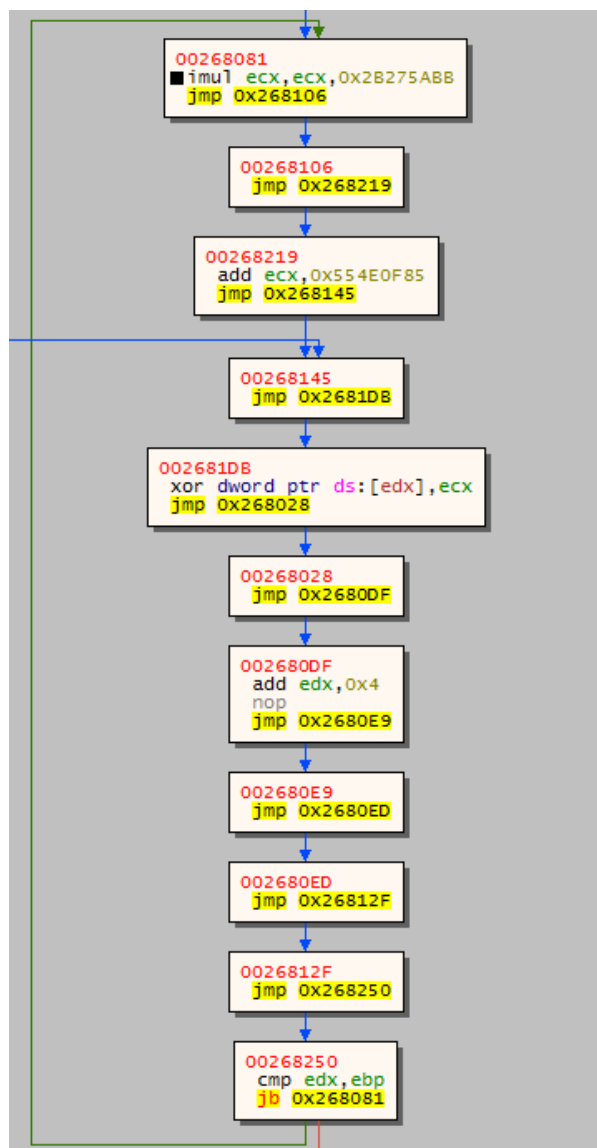 00268081
imul ecx,ecx,0x2B275ABB
jmp 0x268106
00268106
jmp 0x268219
00268219
add ecx,0x554E0F85
jmp 0x268145
00268145
jmp 0x2681DB
002681DB
xor dword ptr ds:[edx],ecx
jmp 0x268028
00268028
jmp 0x2680DF
002680DF
add edx,0x4
nop
jmp 0x2680E9
002680E9
jmp 0x2680ED
002680ED
jmp 0x26812F
0026812F
jmp 0x268250
00268250
cmp edx,ebp
jb 0x268081